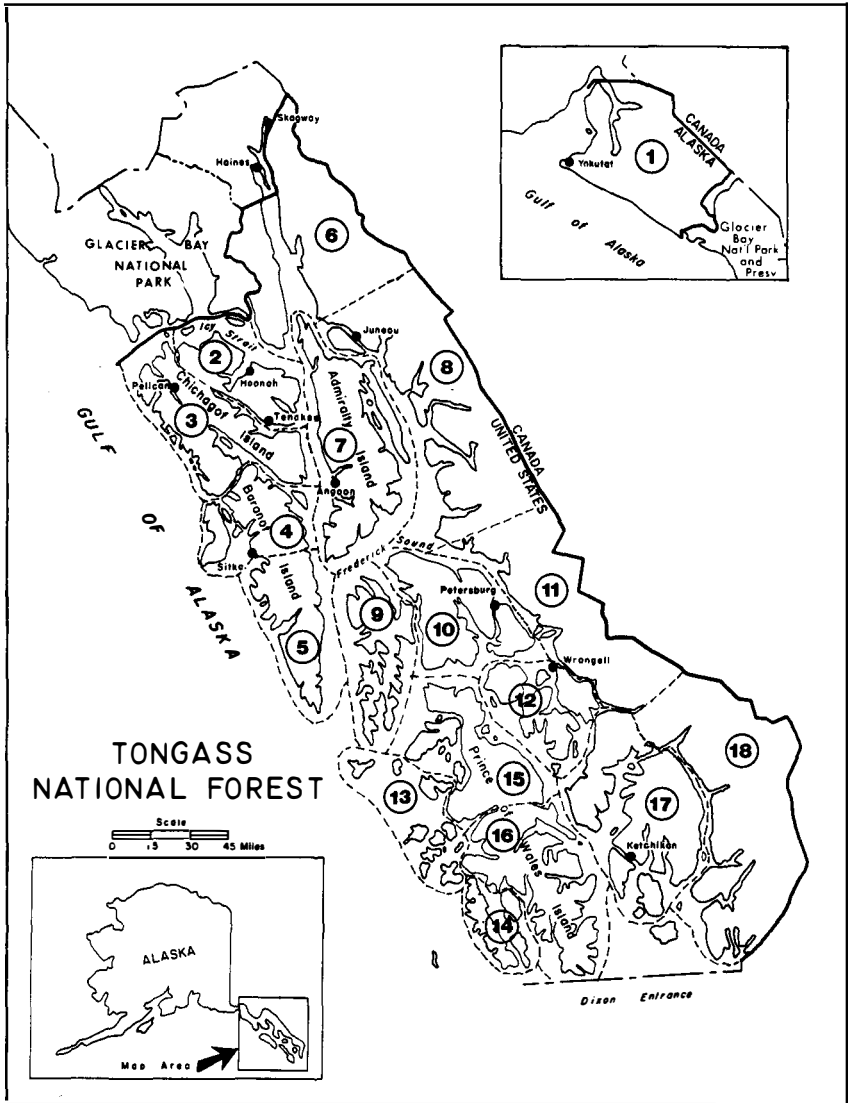 Skagway
Haines
GLACIER BAY
NATIONAL
PARK
6
CANADA
ALASKA
1
Yakutat
Gulf of Alaska
Glacier
Bay
Nat'l Park
and
Presv
Icy Strait
Juneau
2
Hoonah
8
Pelican
Chichagof
Island
3
Tenakee
Admiralty
Island
7
Angoon
CANADA
UNITED STATES
GULF
OF
ALASKA
Baranof
Island
4
Sitka
5
Frederick Sound
Petersburg
11
9
10
Wrangell
12
18
TONGASS
NATIONAL FOREST
13
Prince
of
Wales
Island
15
17
16
Ketchikan
14
Scale
0 15 30 45 Miles
ALASKA
Map Area
Dixon Entrance